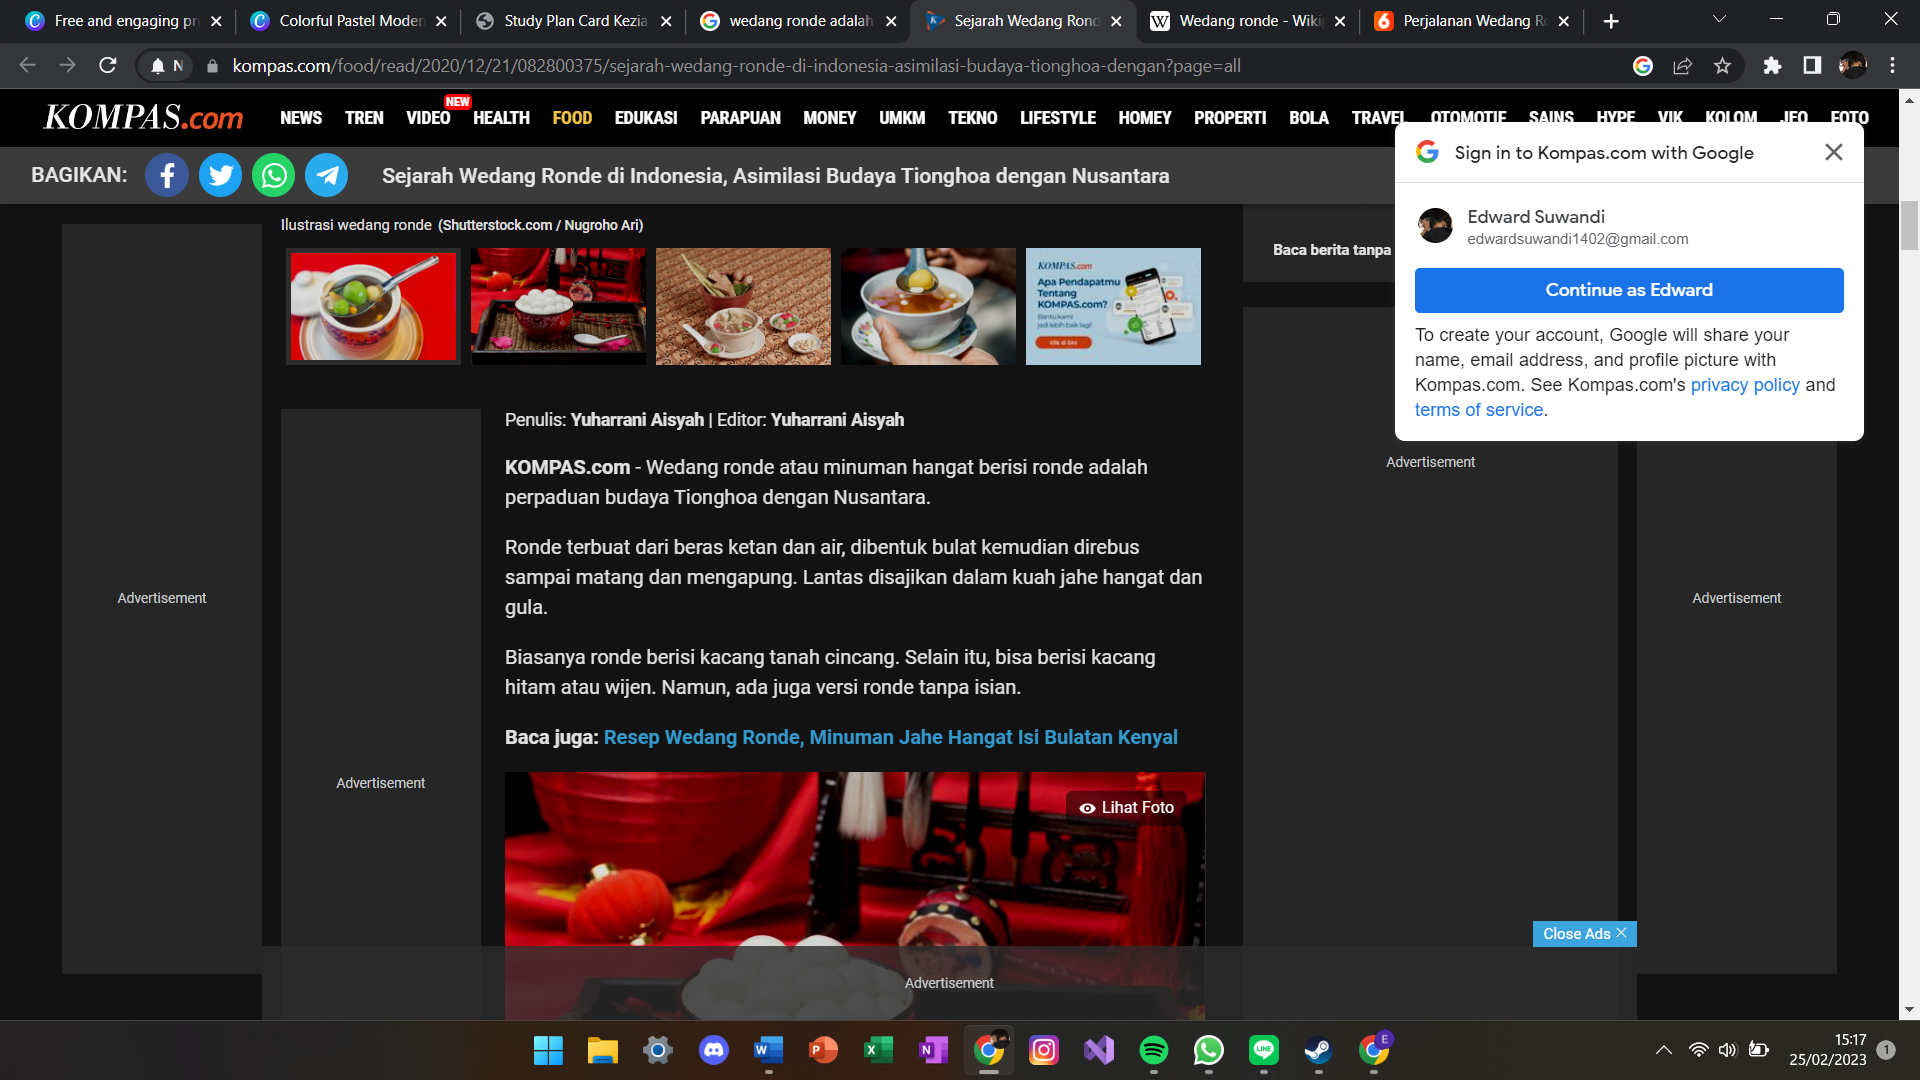 Free and engaging pr
Colorful Pastel Moder
Study Plan Card Kezia
wedang ronde adalah
Sejarah Wedang Rond
Wedang ronde - Wiki
Perjalanan Wedang R
N
kompas.com/food/read/2020/12/21/082800375/sejarah-wedang-ronde-di-indonesia-asimilasi-budaya-tionghoa-dengan?page=all
KOMPAS.com
NEWS TREN VIDEO NEW HEALTH FOOD EDUKASI PARAPUAN MONEY UMKM TEKNO LIFESTYLE HOMEY PROPERTI BOLA TRAVEL OTOMOTIF SAINS HYPE VIK KOLOM JEO FOTO
BAGIKAN:
Sejarah Wedang Ronde di Indonesia, Asimilasi Budaya Tionghoa dengan Nusantara
Sign in to Kompas.com with Google
Edward Suwandi
edwardsuwandi1402@gmail.com
Continue as Edward
To create your account, Google will share your
name, email address, and profile picture with
Kompas.com. See Kompas.com's privacy policy and
terms of service.
Ilustrasi wedang ronde (Shutterstock.com / Nugroho Ari)
Baca berita tanpa
KOMPAS.com
Apa Pendapatmu
Tentang
KOMPAS.com?
Bantu kami
jadi lebih baik lagi!
Klik di Sini
Penulis: Yuharrani Aisyah | Editor: Yuharrani Aisyah
KOMPAS.com - Wedang ronde atau minuman hangat berisi ronde adalah
perpaduan budaya Tionghoa dengan Nusantara.
Ronde terbuat dari beras ketan dan air, dibentuk bulat kemudian direbus
sampai matang dan mengapung. Lantas disajikan dalam kuah jahe hangat dan
gula.
Biasanya ronde berisi kacang tanah cincang. Selain itu, bisa berisi kacang
hitam atau wijen. Namun, ada juga versi ronde tanpa isian.
Baca juga: Resep Wedang Ronde, Minuman Jahe Hangat Isi Bulatan Kenyal
Lihat Foto
Advertisement
Advertisement
Advertisement
Advertisement
Close Ads
Advertisement
15:17
25/02/2023
1